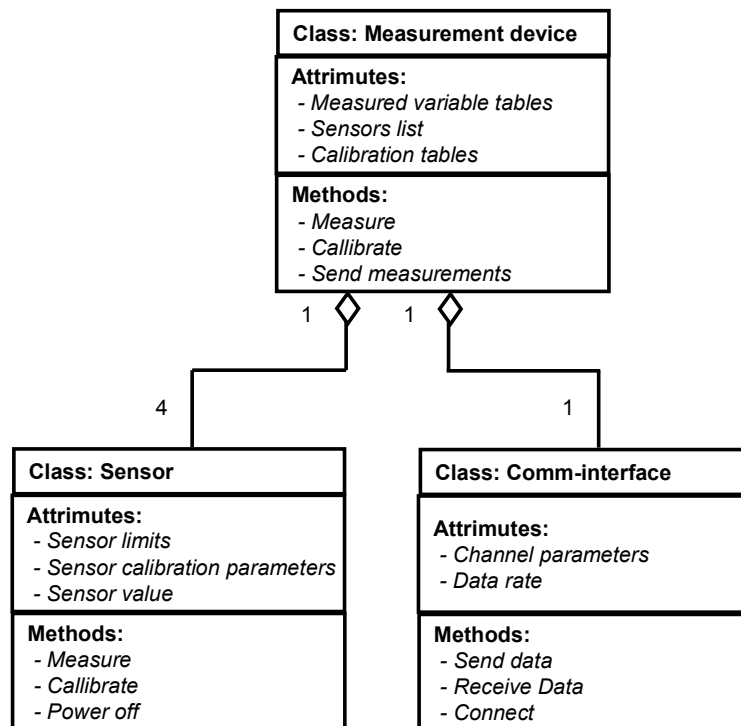 Class: Measurement device
Attrimutes:
- Measured variable tables
- Sensors list
- Calibration tables
Methods:
- Measure
- Callibrate
- Send measurements
1
1
4
1
Class: Sensor
Attrimutes:
- Sensor limits
- Sensor calibration parameters
- Sensor value
Methods:
- Measure
- Callibrate
- Power off
Class: Comm-interface
Attrimutes:
- Channel parameters
- Data rate
Methods:
- Send data
- Receive Data
- Connect